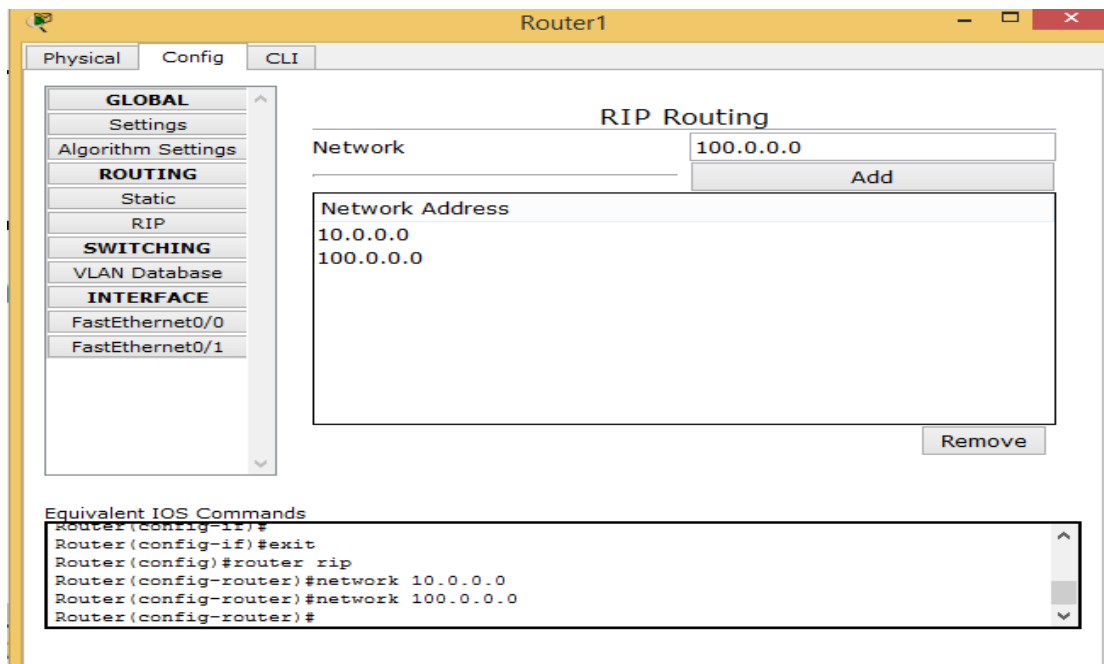 Router1
Physical Config CLI
GLOBAL
Settings
Algorithm Settings
ROUTING
Static
RIP
SWITCHING
VLAN Database
INTERFACE
FastEthernet0/0
FastEthernet0/1
RIP Routing
Network 100.0.0.0
Add
Network Address
10.0.0.0
100.0.0.0
Remove
Equivalent IOS Commands
Router(config-if)#
Router(config-if)#exit
Router(config)#router rip
Router(config-router)#network 10.0.0.0
Router(config-router)#network 100.0.0.0
Router(config-router)#